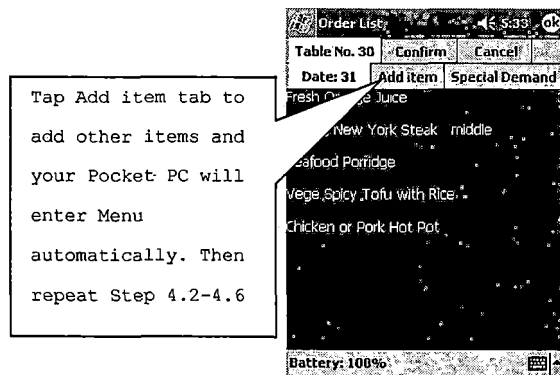 Order List 5:33 ok
Table No. 30 Confirm Cancel
Date: 31 Add item Special Demand
Fresh Juice
New York Steak middle
Seafood Porridge
Vege Spicy Tofu with Rice
Chicken or Pork Hot Pot
Battery: 100%
Tap Add item tab to
add other items and
your Pocket PC will
enter Menu
automatically. Then
repeat Step 4.2-4.6